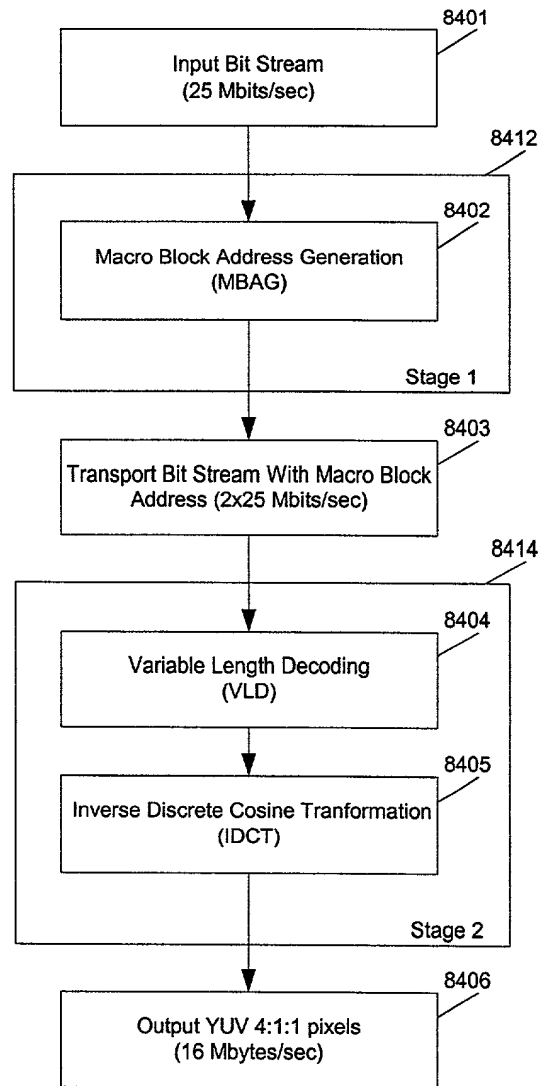 8401
Input Bit Stream
(25 Mbits/sec)
8412
8402
Macro Block Address Generation
(MBAG)
Stage 1
8403
Transport Bit Stream With Macro Block
Address (2x25 Mbits/sec)
8414
8404
Variable Length Decoding
(VLD)
8405
Inverse Discrete Cosine Tranformation
(IDCT)
Stage 2
8406
Output YUV 4:1:1 pixels
(16 Mbytes/sec)